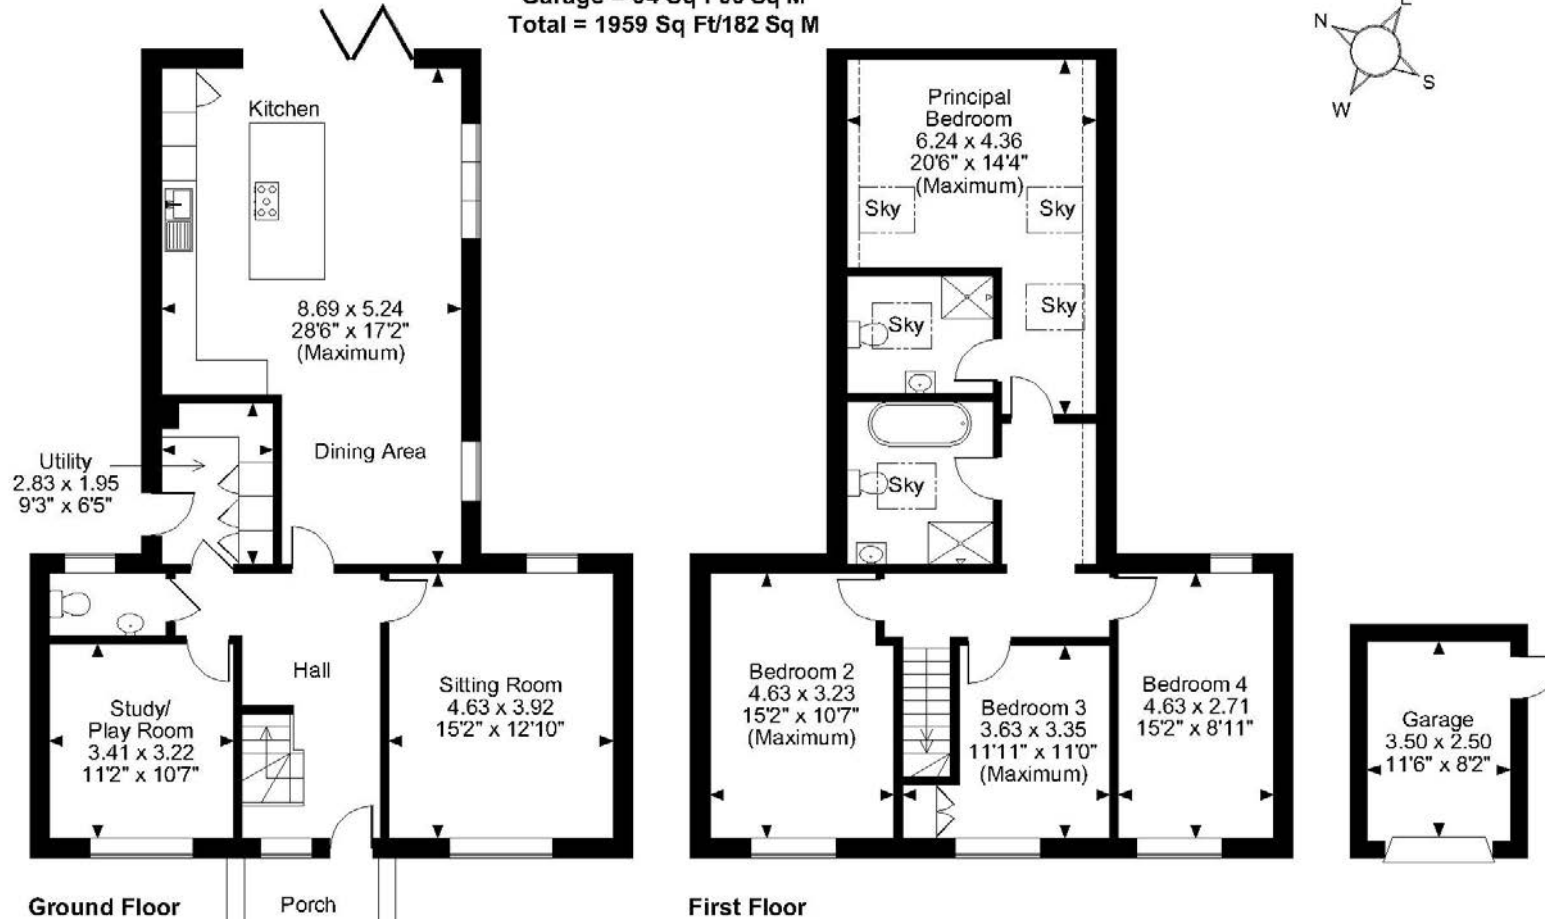 Total = 1959 Sq Ft/182 Sq M
N
S
W
Kitchen
8.69 x 5.24
28'6" x 17'2"
(Maximum)
Dining Area
Utility
2.83 x 1.95
9'3" x 6'5"
Hall
Study/
Play Room
3.41 x 3.22
11'2" x 10'7"
Sitting Room
4.63 x 3.92
15'2" x 12'10"
Porch
Ground Floor
Principal
Bedroom
6.24 x 4.36
20'6" x 14'4"
(Maximum)
Sky
Sky
Sky
Sky
Sky
Bedroom 2
4.63 x 3.23
15'2" x 10'7"
(Maximum)
Bedroom 3
3.63 x 3.35
11'11" x 11'0"
(Maximum)
Bedroom 4
4.63 x 2.71
15'2" x 8'11"
First Floor
Garage
3.50 x 2.50
11'6" x 8'2"